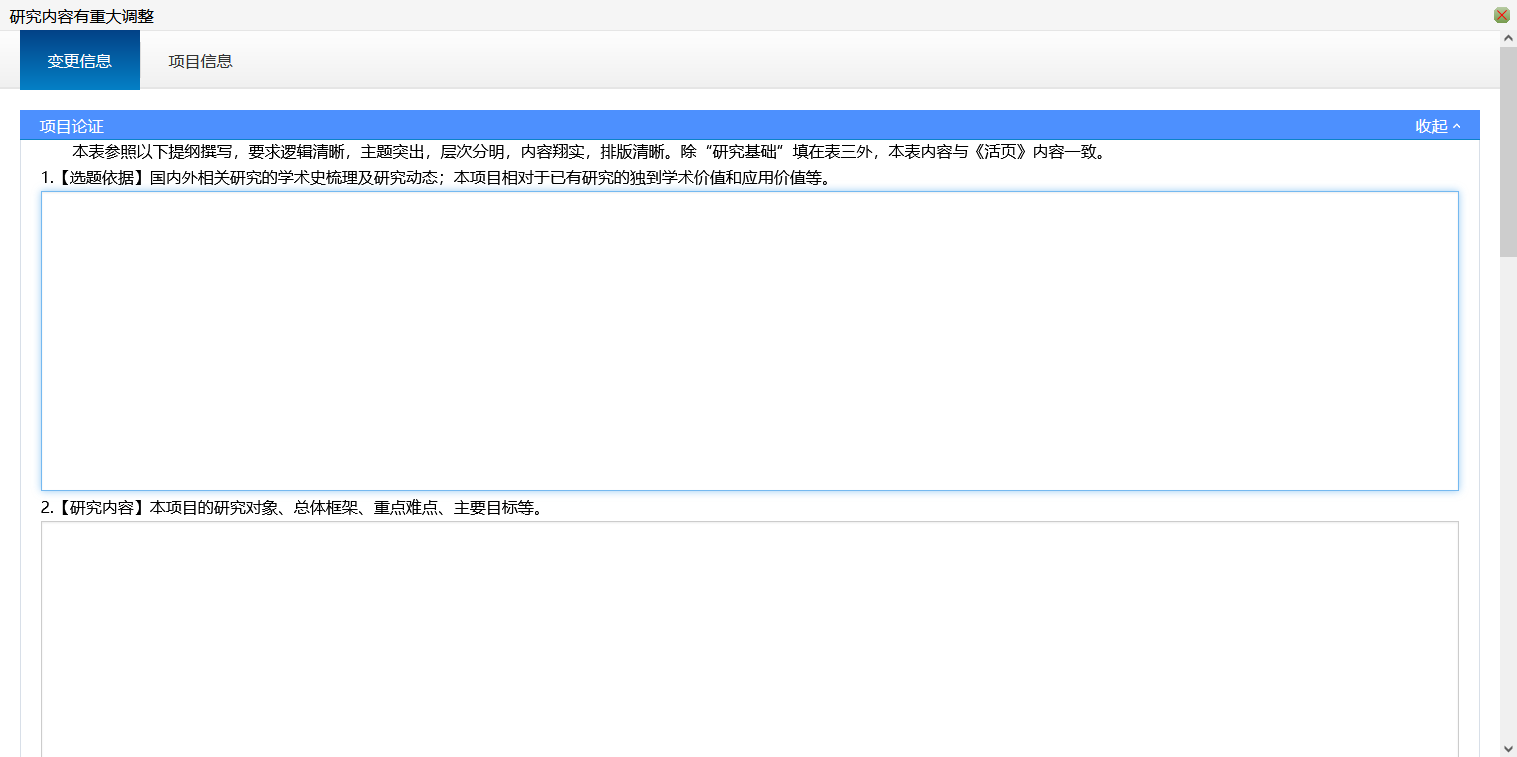 研究内容有重大调整
变更信息
项目信息
项目论证
收起
本表参照以下提纲撰写，要求逻辑清晰，主题突出，层次分明，内容翔实，排版清晰。除“研究基础”填在表三外，本表内容与《活页》内容一致。
1.【选题依据】国内外相关研究的学术史梳理及研究动态；本项目相对于已有研究的独到学术价值和应用价值等。
2.【研究内容】本项目的研究对象、总体框架、重点难点、主要目标等。